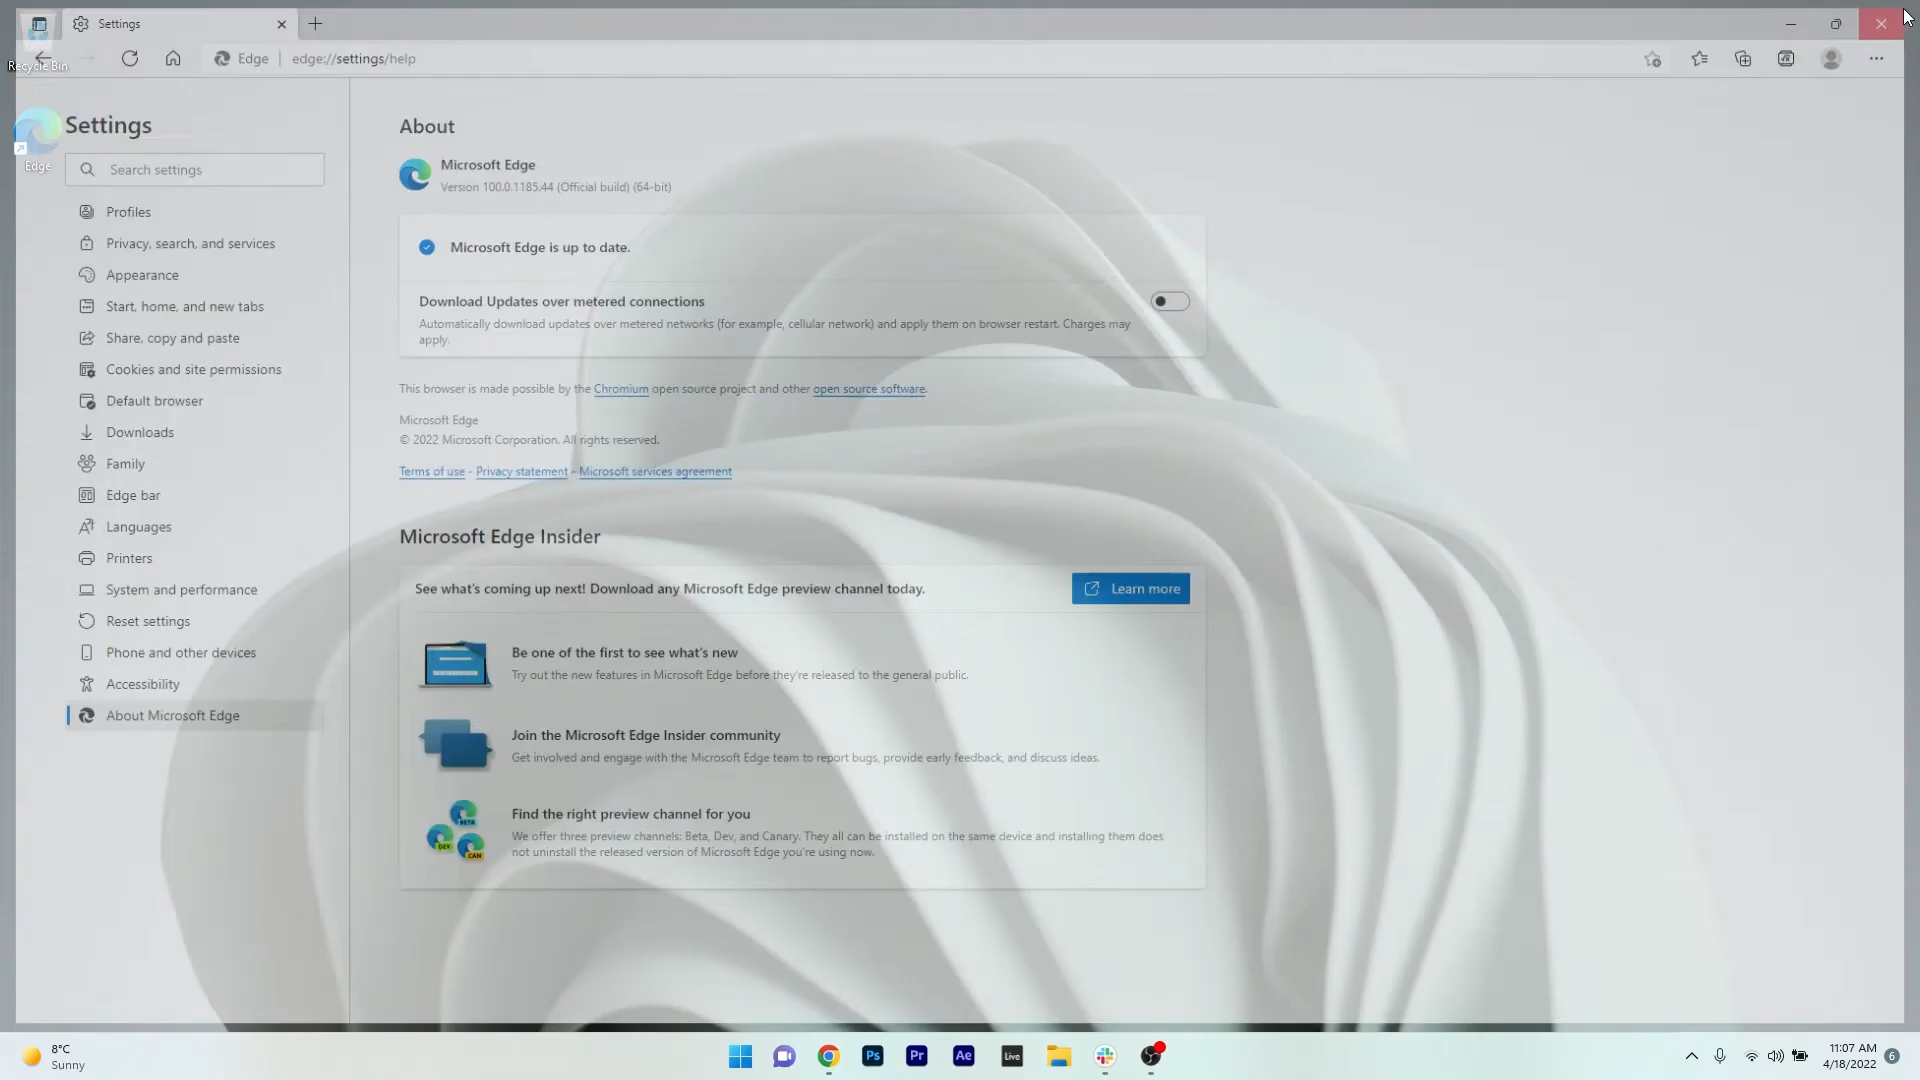 Settings
Recycle Bin
Edge
edge://settings/help
Edge
Settings
Search settings
Profiles
Privacy, search, and services
Appearance
Start, home, and new tabs
Share, copy and paste
Cookies and site permissions
Default browser
Downloads
Family
Edge bar
Languages
Printers
System and performance
Reset settings
Phone and other devices
Accessibility
About Microsoft Edge
About
Microsoft Edge
Version 100.0.1185.44 (Official build) (64-bit)
Microsoft Edge is up to date.
Download Updates over metered connections
Automatically download updates over metered networks (for example, cellular network) and apply them on browser restart. Charges may
apply.
This browser is made possible by the Chromium open source project and other open source software.
Microsoft Edge
© 2022 Microsoft Corporation. All rights reserved.
Terms of use - Privacy statement - Microsoft services agreement
Microsoft Edge Insider
See what's coming up next! Download any Microsoft Edge preview channel today.
Learn more
Be one of the first to see what's new
Try out the new features in Microsoft Edge before they're released to the general public.
Join the Microsoft Edge Insider community
Get involved and engage with the Microsoft Edge team to report bugs, provide early feedback, and discuss ideas.
BETA
DEV
CAN
Find the right preview channel for you
We offer three preview channels: Beta, Dev, and Canary. They all can be installed on the same device and installing them does
not uninstall the released version of Microsoft Edge you're using now.
8°C
Sunny
Ps
Pr
Ae
Live
11:07 AM
4/18/2022
6